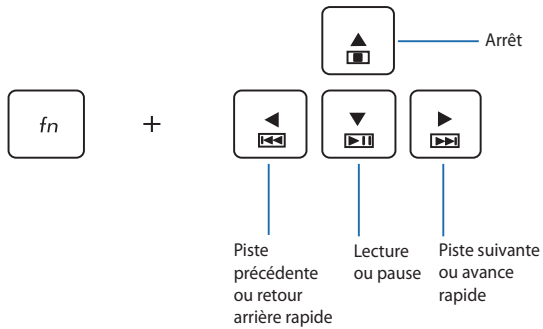 Arrêt
fn
+
Piste
précédente
ou retour
arrière rapide
Lecture
ou pause
Piste suivante
ou avance
rapide